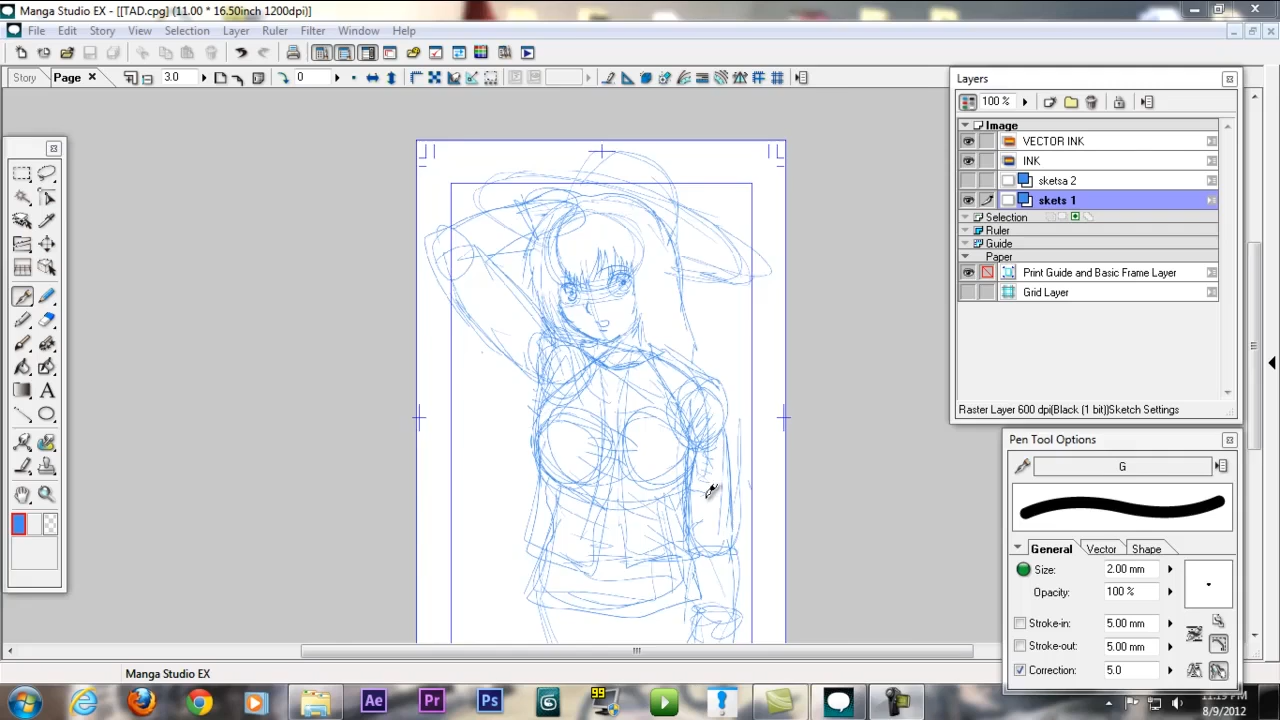 Manga Studio EX - [[TAD.cpg] (11.00 * 16.50inch 1200dpi)]
File Edit Story View Selection Layer Ruler Filter Window Help
Story Page 3.0 0
Layers
100 %
Image
VECTOR INK
INK
sketsa 2
skets 1
Selection
Ruler
Guide
Paper
Print Guide and Basic Frame Layer
Grid Layer
Raster Layer 600 dpi(Black (1 bit))Sketch Settings
Pen Tool Options
G
General Vector Shape
Size: 2.00 mm
Opacity: 100 %
Stroke-in: 5.00 mm
Stroke-out: 5.00 mm
Correction: 5.0
A
Manga Studio EX
Ae Pr Ps 99
11:19 PM
8/9/2012